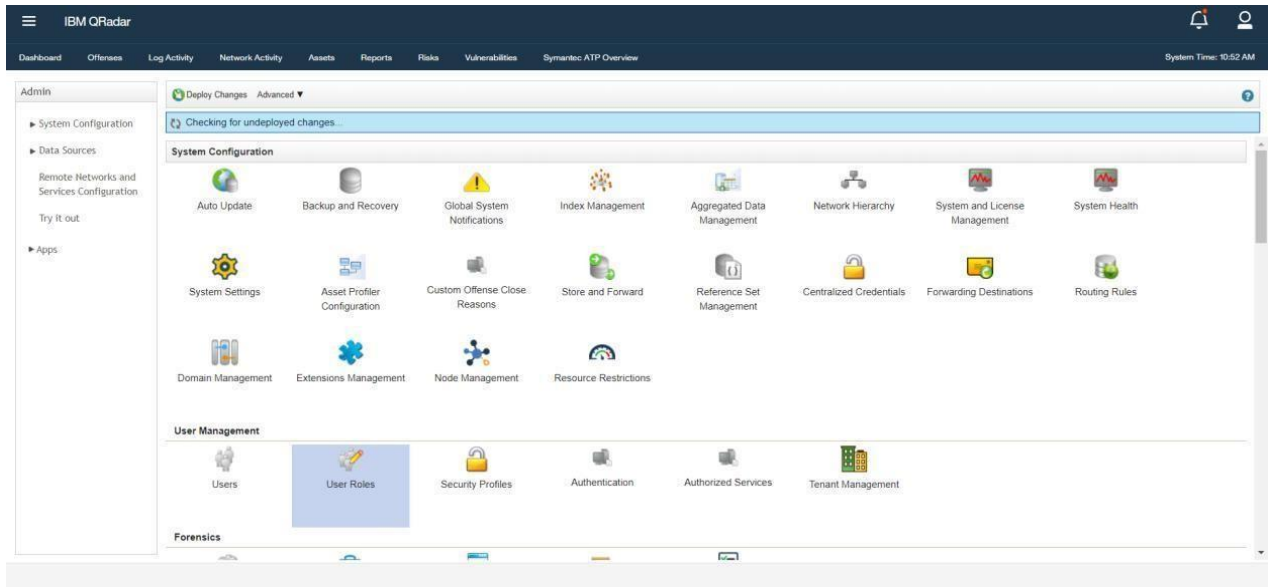 IBM QRadar
Dashboard Offenses Log Activity Network Activity Assets Reports Risks Vulnerabilities Symantec ATP Overview System Time: 10:52 AM
Admin
System Configuration
Data Sources
Remote Networks and
Services Configuration
Try it out
Apps
Deploy Changes Advanced ▼
Checking for undeployed changes...
System Configuration
Auto Update
Backup and Recovery
Global System
Notifications
Index Management
Aggregated Data
Management
Network Hierarchy
System and License
Management
System Health
System Settings
Asset Profiler
Configuration
Custom Offense Close
Reasons
Store and Forward
Reference Set
Management
Centralized Credentials
Forwarding Destinations
Routing Rules
Domain Management
Extensions Management
Node Management
Resource Restrictions
User Management
Users
User Roles
Security Profiles
Authentication
Authorized Services
Tenant Management
Forensics